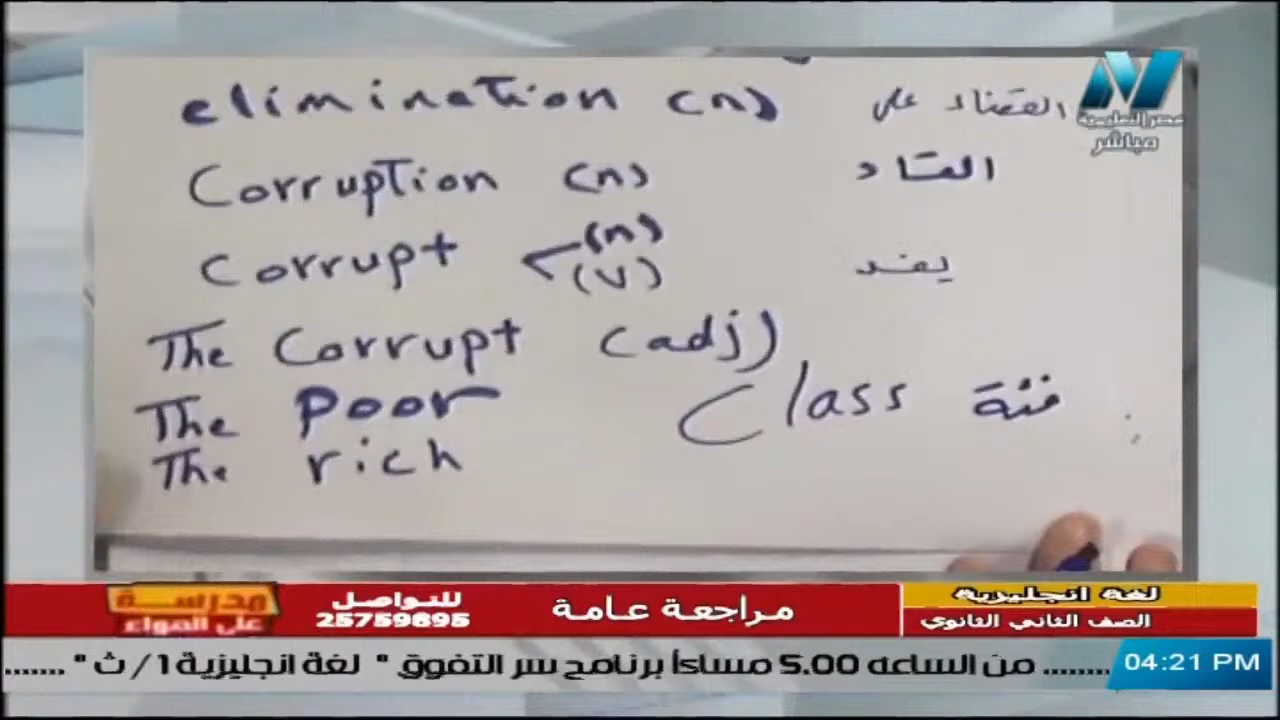 elimination (n) القضاء على
Corruption (n) الفساد
Corrupt (n)
(v) يفسد
The Corrupt (adj)
The Poor Class فئة
The rich
مصر التعليمية
مباشر
مدرسة على الهواء
للتواصل
25759895
مراجعة عامة
لغة انجليزية
الصف الثاني الثانوي
....... من الساعه 5.00 مساءاً برنامج سر التفوق " لغة انجليزية 1/ ث " .......
04:21 PM